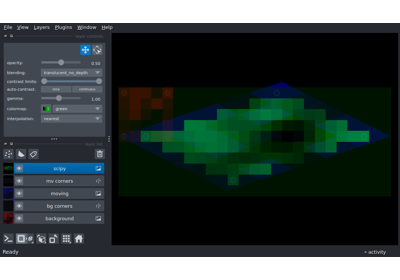 File View Layers Plugins Window Help
opacity: 0.50
blending: translucent_no_depth
contrast limits:
auto-contrast: once continuous
gamma: 1.00
colormap: green
interpolation: nearest
scipy
mv corners
moving
bg corners
background
Ready
activity